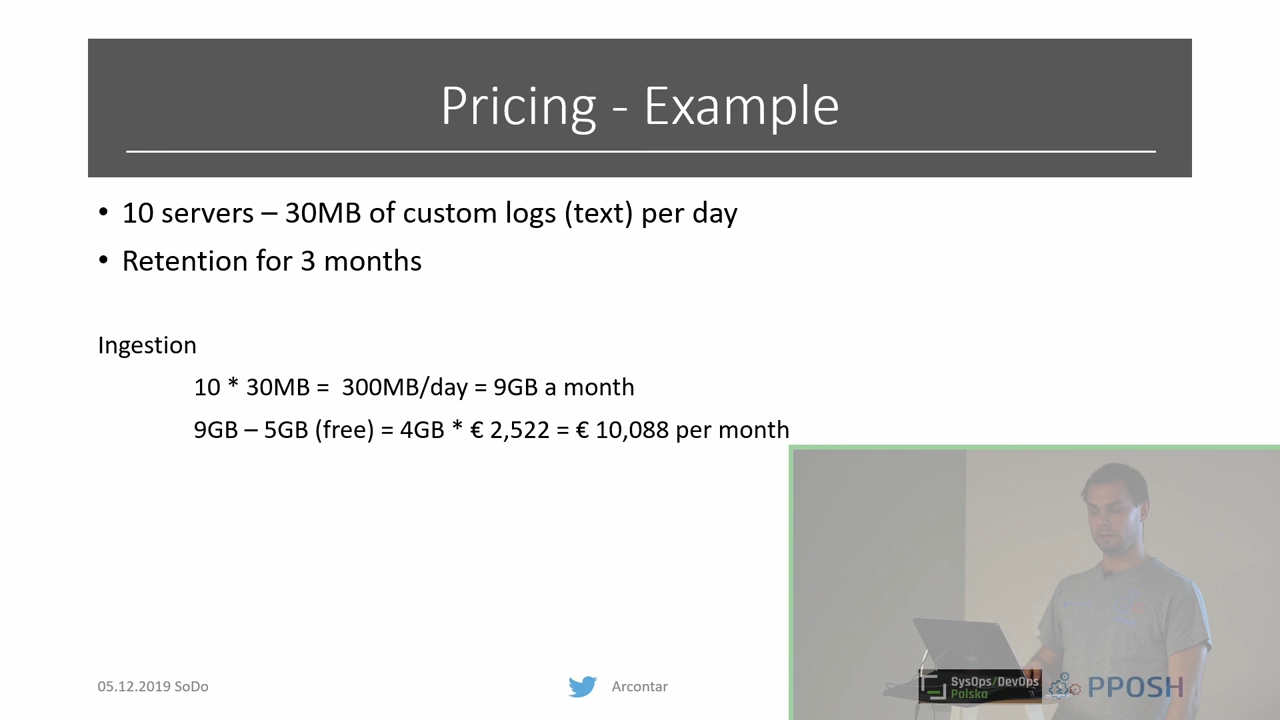 Pricing - Example
• 10 servers – 30MB of custom logs (text) per day
• Retention for 3 months
Ingestion
10 * 30MB = 300MB/day = 9GB a month
9GB – 5GB (free) = 4GB * € 2,522 = € 10,088 per month
05.12.2019 SoDo
Arcontar
SysOps/DevOps
Polska
PPOSH